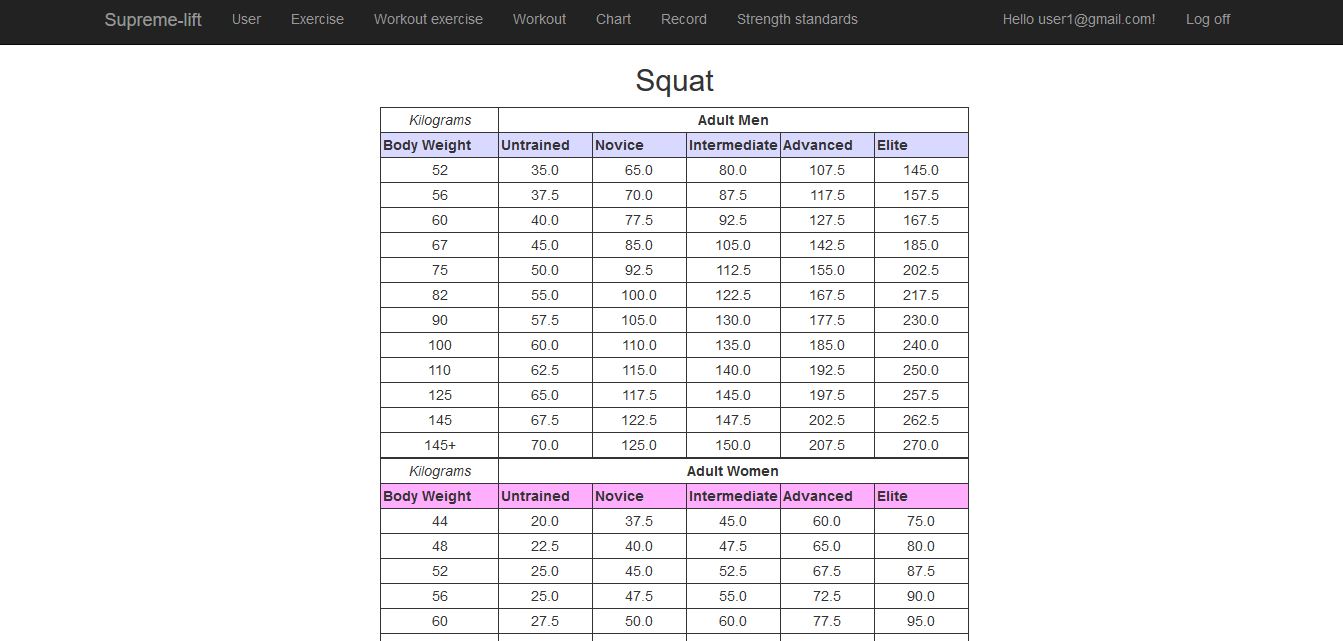 Supreme-lift User Exercise Workout exercise Workout Chart Record Strength standards Hello user1@gmail.com! Log off
Squat
Kilograms Adult Men
Body Weight Untrained Novice Intermediate Advanced Elite
52 35.0 65.0 80.0 107.5 145.0
56 37.5 70.0 87.5 117.5 157.5
60 40.0 77.5 92.5 127.5 167.5
67 45.0 85.0 105.0 142.5 185.0
75 50.0 92.5 112.5 155.0 202.5
82 55.0 100.0 122.5 167.5 217.5
90 57.5 105.0 130.0 177.5 230.0
100 60.0 110.0 135.0 185.0 240.0
110 62.5 115.0 140.0 192.5 250.0
125 65.0 117.5 145.0 197.5 257.5
145 67.5 122.5 147.5 202.5 262.5
145+ 70.0 125.0 150.0 207.5 270.0
Kilograms Adult Women
Body Weight Untrained Novice Intermediate Advanced Elite
44 20.0 37.5 45.0 60.0 75.0
48 22.5 40.0 47.5 65.0 80.0
52 25.0 45.0 52.5 67.5 87.5
56 25.0 47.5 55.0 72.5 90.0
60 27.5 50.0 60.0 77.5 95.0